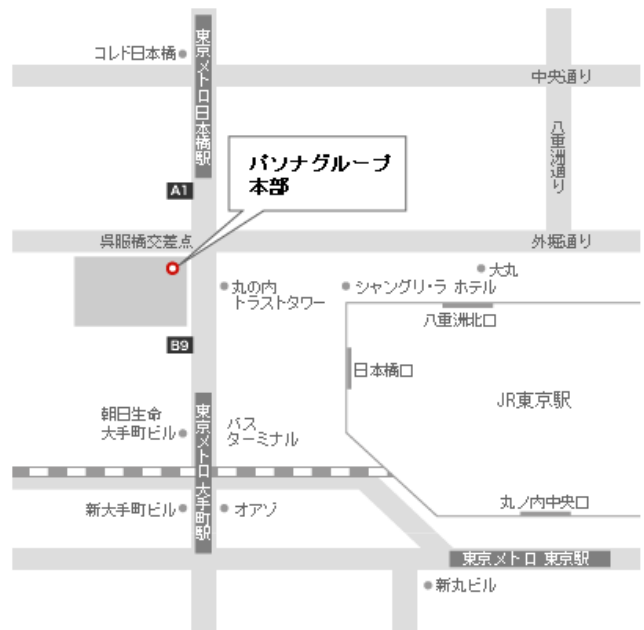 コレド日本橋
東京メトロ日本橋駅
中央通り
八重洲通り
パソナグループ
本部
A1
呉服橋交差点
外堀通り
大丸
丸の内
トラストタワー
シャングリ・ラ ホテル
八重洲北口
B9
日本橋口
JR東京駅
朝日生命
大手町ビル
東京メトロ 大手町駅
バス
ターミナル
新大手町ビル
オアゾ
丸ノ内中央口
東京メトロ 東京駅
新丸ビル